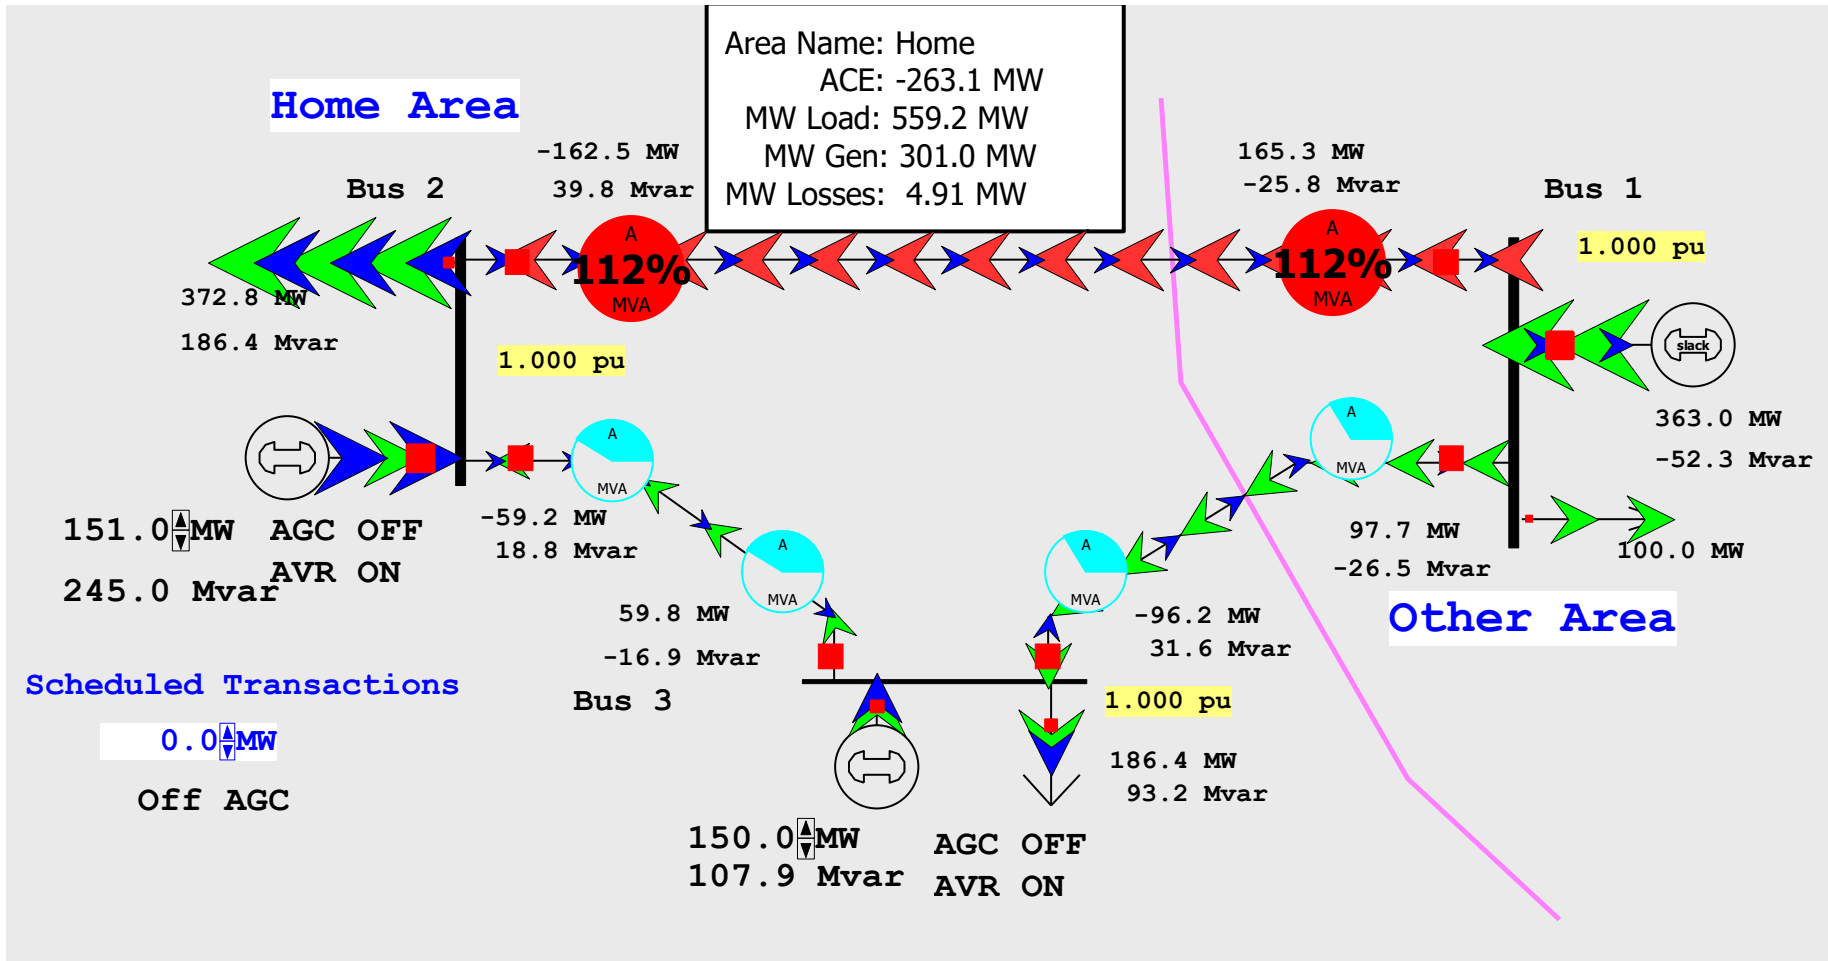 Area Name: Home
ACE: -263.1 MW
MW Load: 559.2 MW
MW Gen: 301.0 MW
MW Losses: 4.91 MW
Home Area
-162.5 MW
39.8 Mvar
165.3 MW
-25.8 Mvar
Bus 2
Bus 1
A
112%
MVA
A
112%
MVA
1.000 pu
372.8 MW
186.4 Mvar
1.000 pu
slack
363.0 MW
-52.3 Mvar
A
MVA
A
MVA
151.0 MW AGC OFF
AVR ON
245.0 Mvar
-59.2 MW
18.8 Mvar
97.7 MW
-26.5 Mvar
100.0 MW
A
MVA
A
MVA
59.8 MW
-16.9 Mvar
-96.2 MW
31.6 Mvar
Other Area
Scheduled Transactions
0.0 MW
Off AGC
Bus 3
1.000 pu
186.4 MW
93.2 Mvar
150.0 MW AGC OFF
107.9 Mvar AVR ON